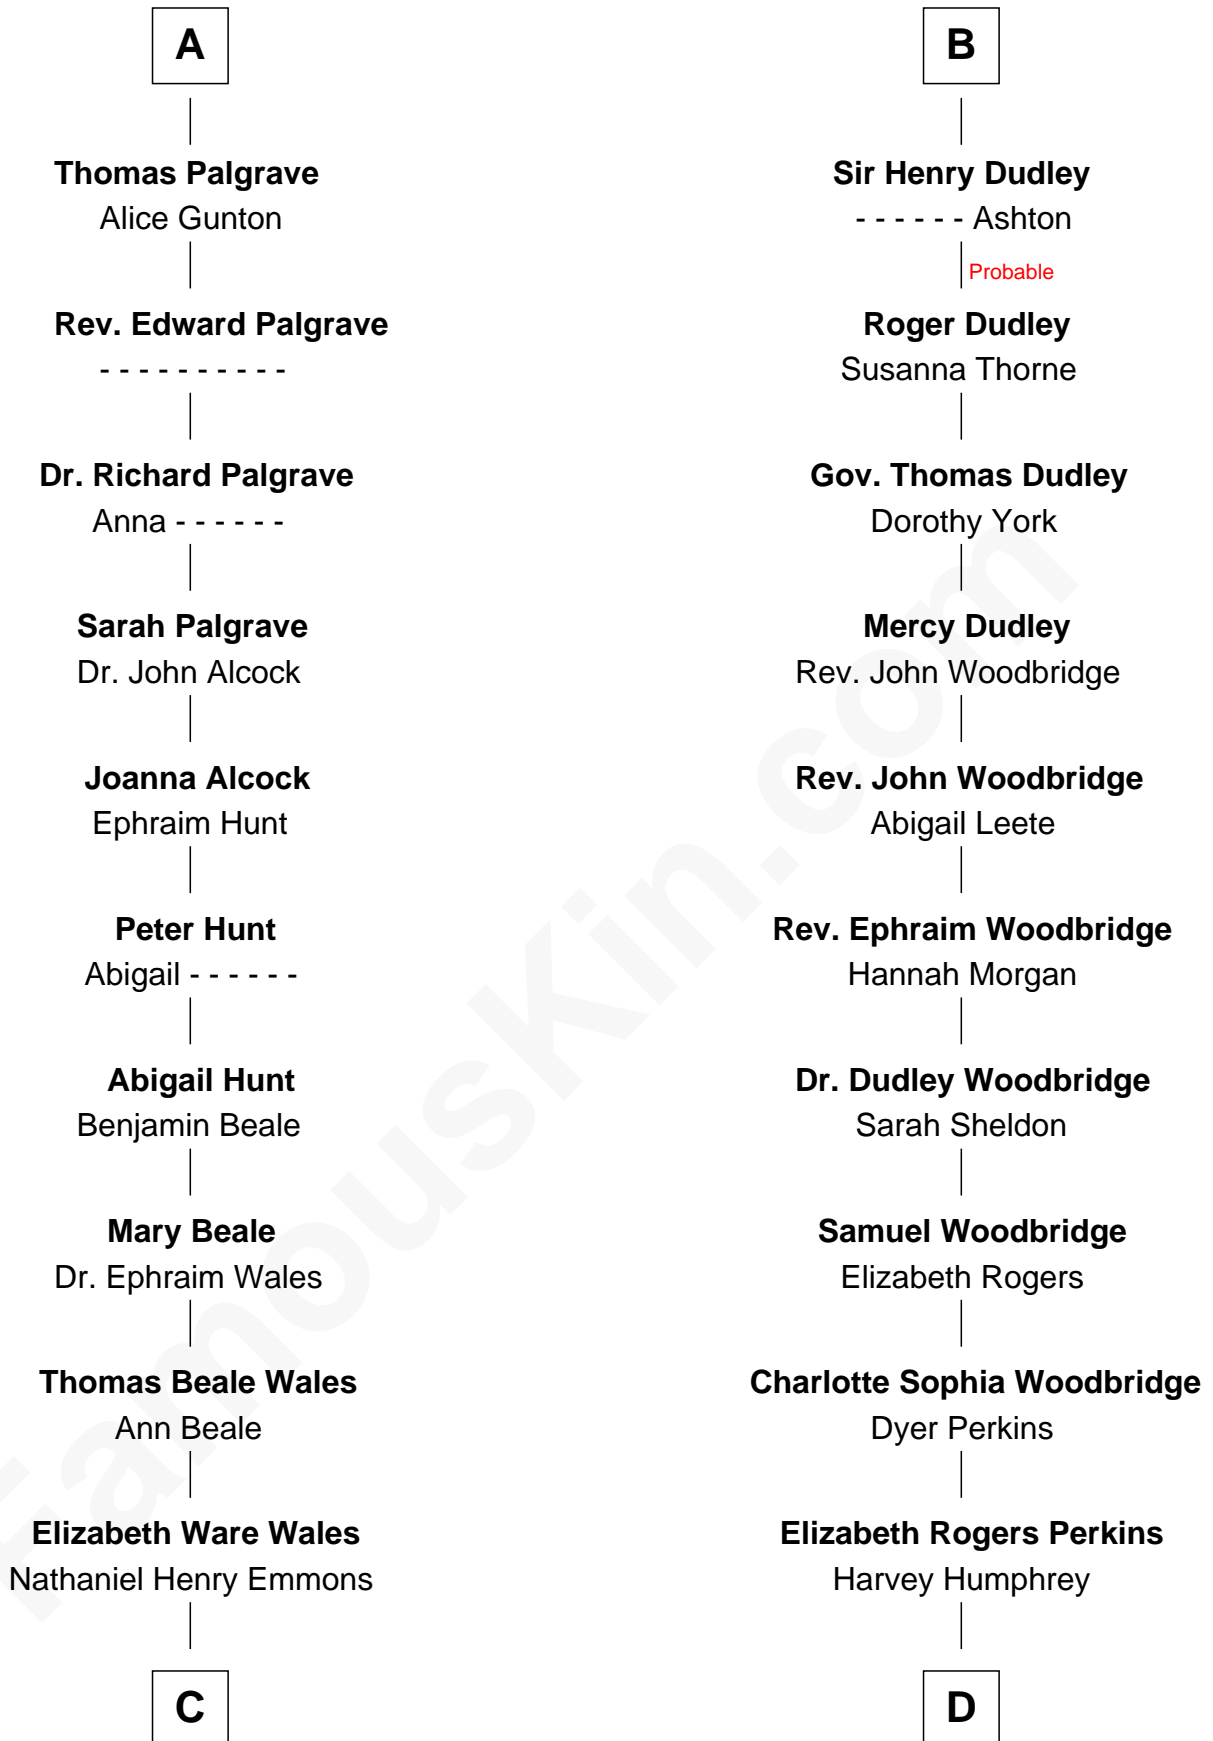 A
Thomas Palgrave
Alice Gunton
Rev. Edward Palgrave
- - - - - - - - - -
Dr. Richard Palgrave
Anna - - - - - -
Sarah Palgrave
Dr. John Alcock
Joanna Alcock
Ephraim Hunt
Peter Hunt
Abigail - - - - - -
Abigail Hunt
Benjamin Beale
Mary Beale
Dr. Ephraim Wales
Thomas Beale Wales
Ann Beale
Elizabeth Ware Wales
Nathaniel Henry Emmons
C
B
Sir Henry Dudley
- - - - - - Ashton
Probable
Roger Dudley
Susanna Thorne
Gov. Thomas Dudley
Dorothy York
Mercy Dudley
Rev. John Woodbridge
Rev. John Woodbridge
Abigail Leete
Rev. Ephraim Woodbridge
Hannah Morgan
Dr. Dudley Woodbridge
Sarah Sheldon
Samuel Woodbridge
Elizabeth Rogers
Charlotte Sophia Woodbridge
Dyer Perkins
Elizabeth Rogers Perkins
Harvey Humphrey
D
FamousKin.com